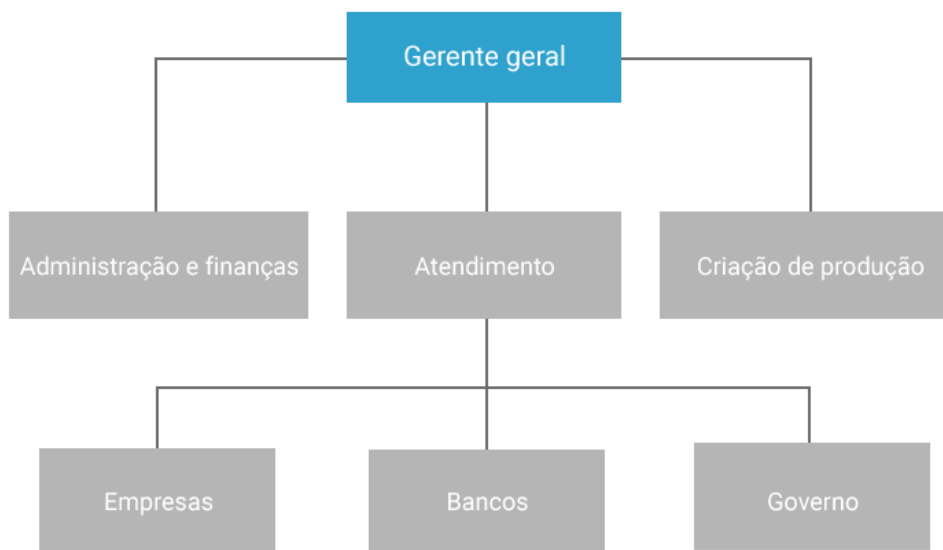 Gerente geral
Administração e finanças
Atendimento
Criação de produção
Empresas
Bancos
Governo